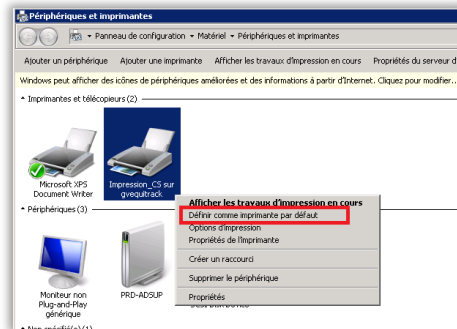 Périphériques et imprimantes
Panneau de configuration Matériel Périphériques et imprimantes
Ajouter un périphérique Ajouter une imprimante Afficher les travaux d'impression en cours Propriétés du serveur d
Windows peut afficher des icônes de périphériques améliorées et des informations à partir d'Internet. Cliquez pour modifier...
Imprimantes et télécopieurs (2)
Microsoft XPS
Document Writer
Impression_CS sur
gvequitrack
Afficher les travaux d'impression en cours
Définir comme imprimante par défaut
Options d'impression
Propriétés de l'imprimante
Créer un raccourci
Supprimer le périphérique
Propriétés
Périphériques (3)
Moniteur non
Plug-and-Play
générique
PRD-ADSUP
Non spécifié(e) (1)